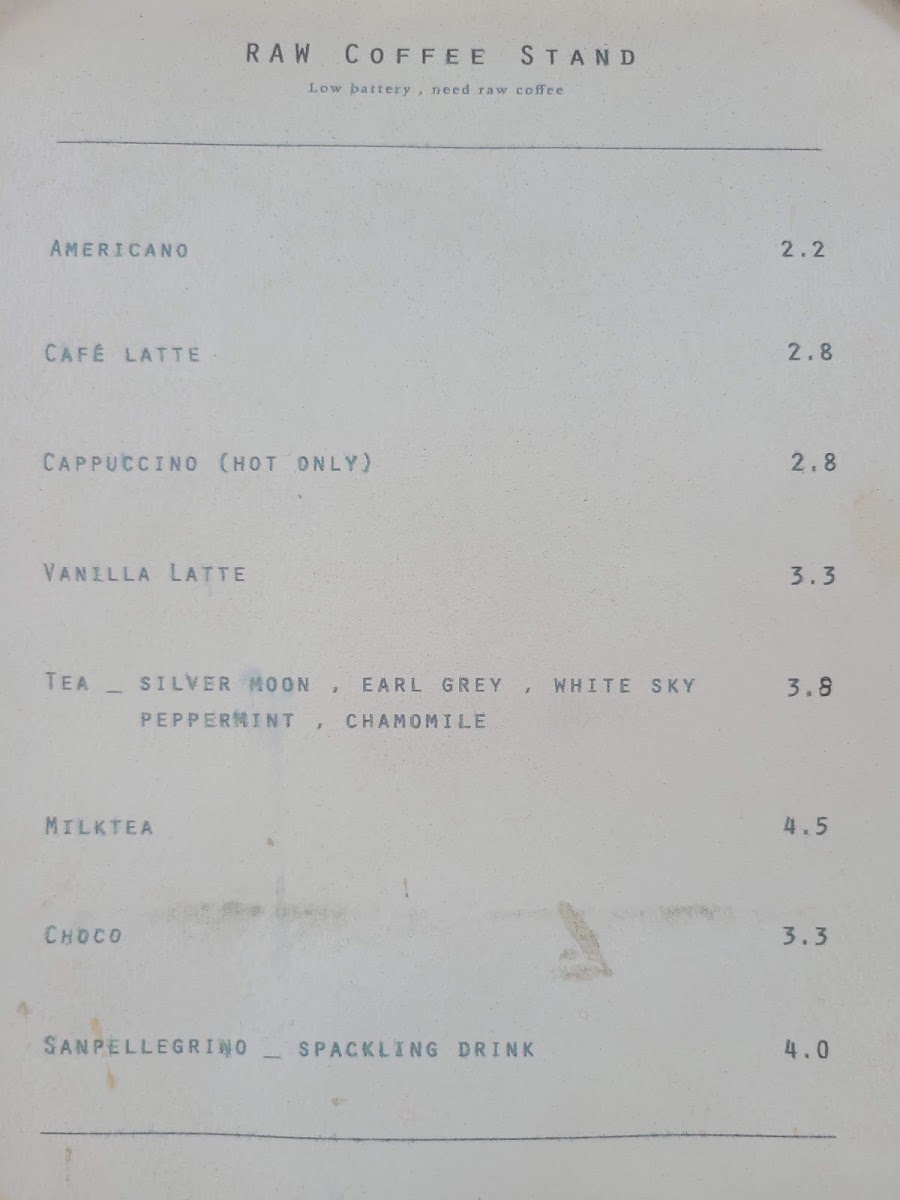 RAW COFFEE STAND
Low battery , need raw coffee
AMERICANO 2.2
CAFÉ LATTE 2.8
CAPPUCCINO (HOT ONLY) 2.8
VANILLA LATTE 3.3
TEA _ SILVER MOON , EARL GREY , WHITE SKY 3.8
PEPPERMINT , CHAMOMILE
MILKTEA 4.5
CHOCO 3.3
SANPELLEGRINO _ SPACKLING DRINK 4.0